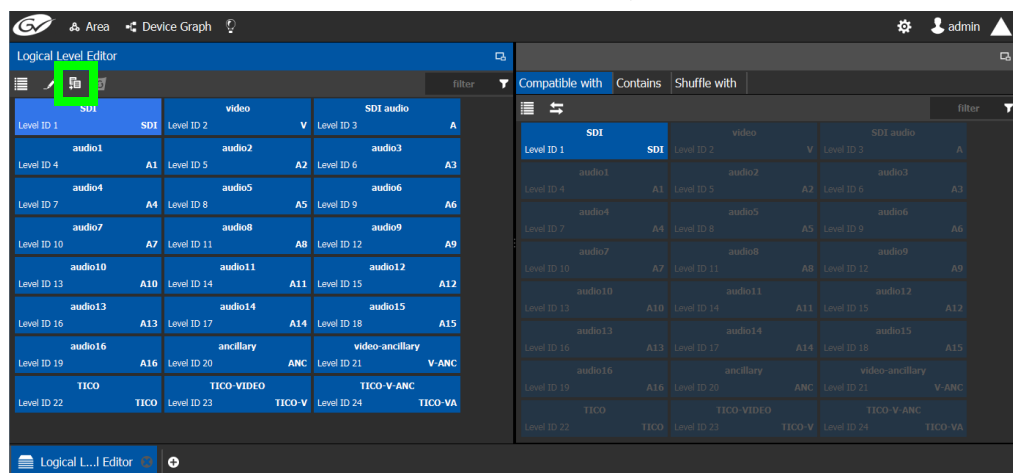 GV Area Device Graph admin
Logical Level Editor
filter
Compatible with Contains Shuffle with
filter
SDI video SDI audio
Level ID 1 SDI Level ID 2 V Level ID 3 A
audio1 audio2 audio3
Level ID 4 A1 Level ID 5 A2 Level ID 6 A3
audio4 audio5 audio6
Level ID 7 A4 Level ID 8 A5 Level ID 9 A6
audio7 audio8 audio9
Level ID 10 A7 Level ID 11 A8 Level ID 12 A9
audio10 audio11 audio12
Level ID 13 A10 Level ID 14 A11 Level ID 15 A12
audio13 audio14 audio15
Level ID 16 A13 Level ID 17 A14 Level ID 18 A15
audio16 ancillary video-ancillary
Level ID 19 A16 Level ID 20 ANC Level ID 21 V-ANC
TICO TICO-VIDEO TICO-V-ANC
Level ID 22 TICO Level ID 23 TICO-V Level ID 24 TICO-VA
SDI video SDI audio
Level ID 1 SDI Level ID 2 V Level ID 3 A
audio1 audio2 audio3
Level ID 4 A1 Level ID 5 A2 Level ID 6 A3
audio4 audio5 audio6
Level ID 7 A4 Level ID 8 A5 Level ID 9 A6
audio7 audio8 audio9
Level ID 10 A7 Level ID 11 A8 Level ID 12 A9
audio10 audio11 audio12
Level ID 13 A10 Level ID 14 A11 Level ID 15 A12
audio13 audio14 audio15
Level ID 16 A13 Level ID 17 A14 Level ID 18 A15
audio16 ancillary video-ancillary
Level ID 19 A16 Level ID 20 ANC Level ID 21 V-ANC
TICO TICO-VIDEO TICO-V-ANC
Level ID 22 TICO Level ID 23 TICO-V Level ID 24 TICO-VA
Logical L...l Editor